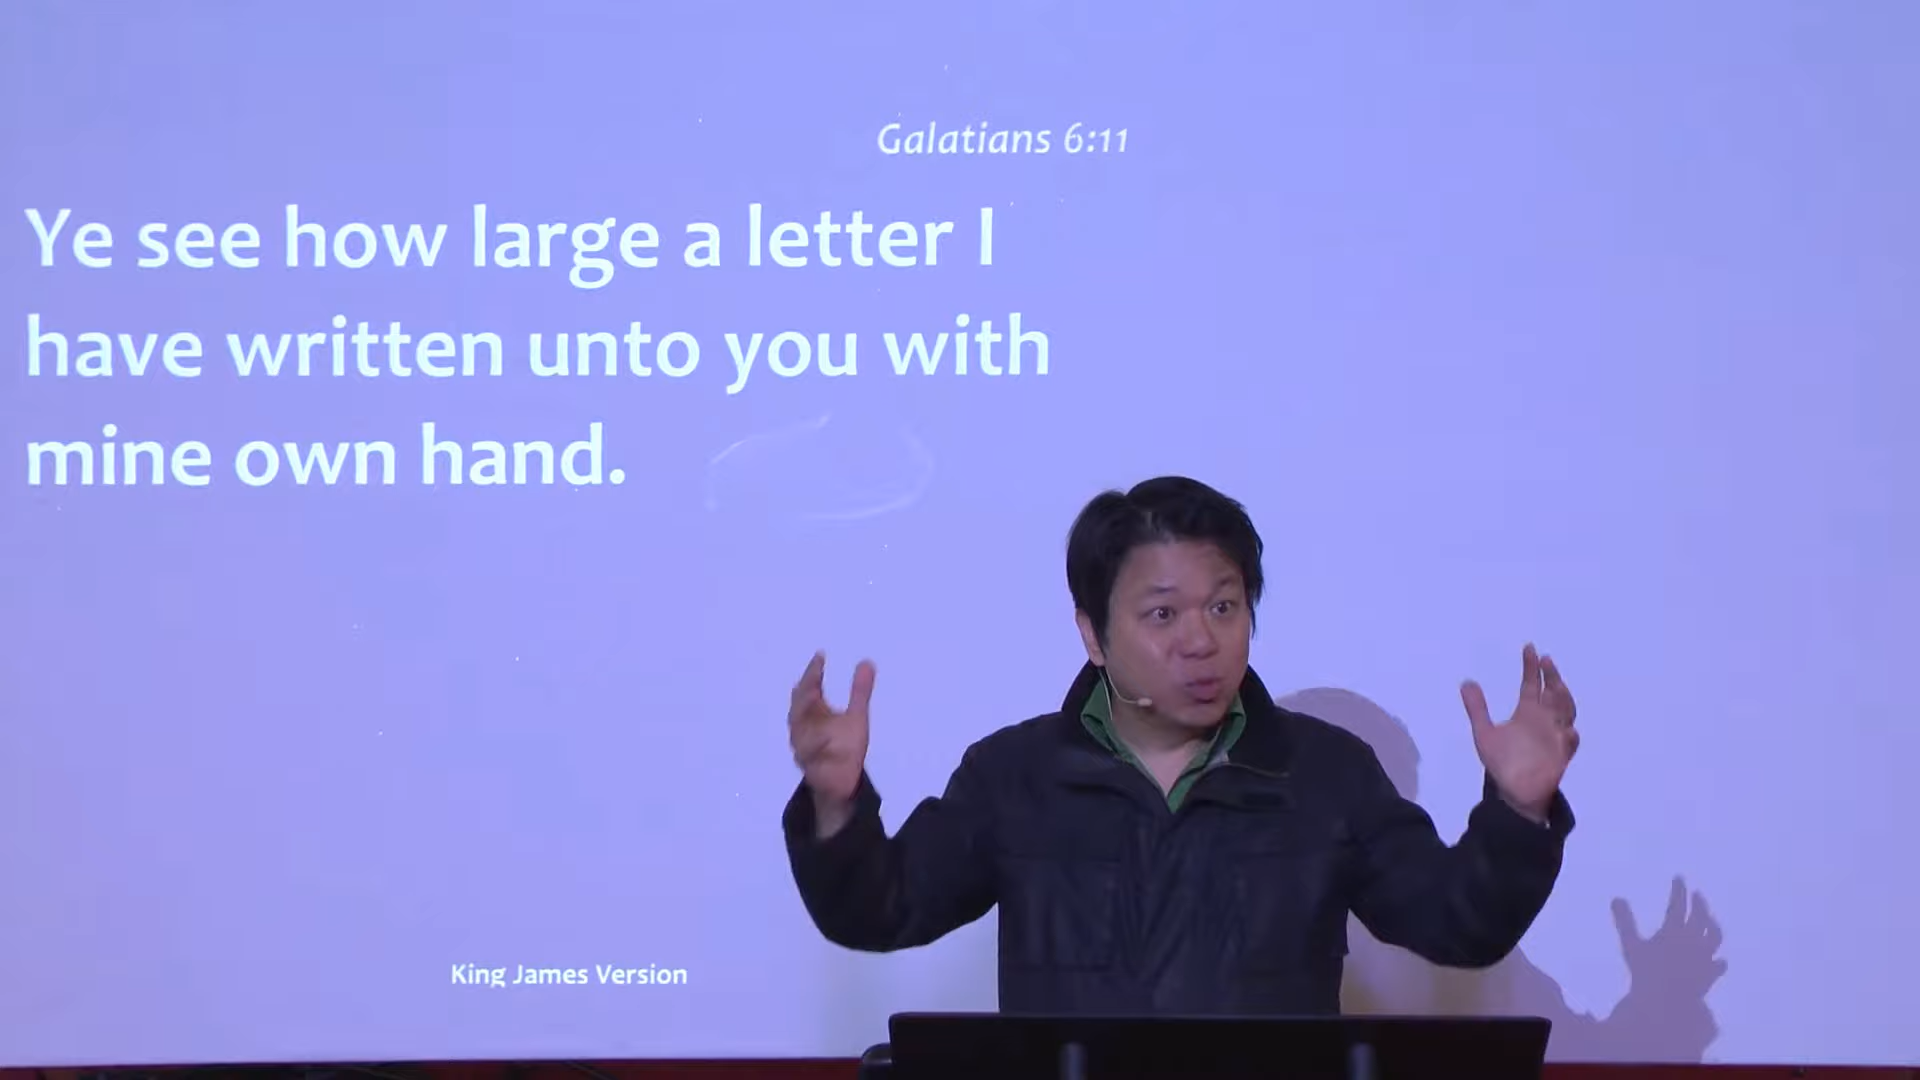 Galatians 6:11
Ye see how large a letter I
have written unto you with
mine own hand.
King James Version